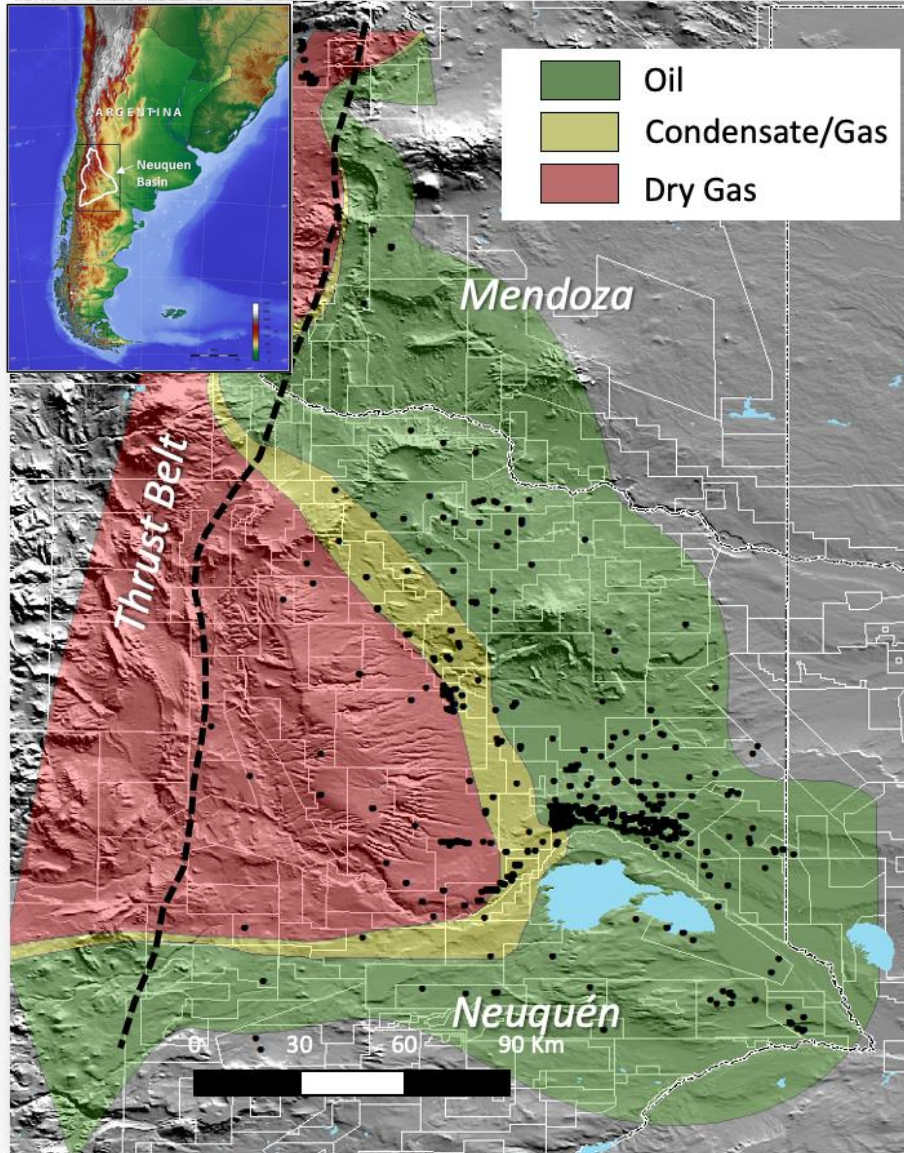 ARGENTINA
Neuquen
Basin
Oil
Condensate/Gas
Dry Gas
Mendoza
Thrust Belt
Neuquén
0 30 60 90 Km